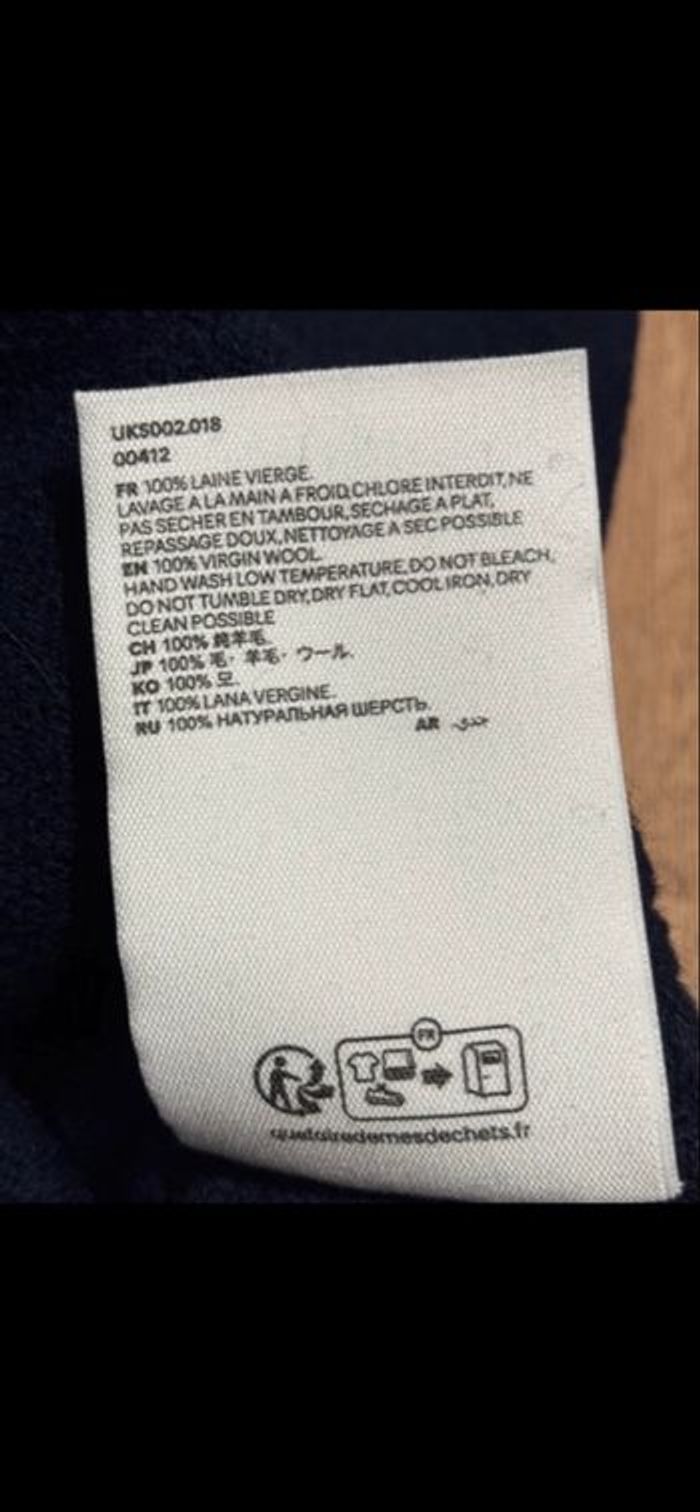 UKS002.018
00412
FR 100% LAINE VIERGE.
LAVAGE A LA MAIN A FROID,CHLORE INTERDIT,NE
PAS SECHER EN TAMBOUR,SECHAGE A PLAT,
REPASSAGE DOUX,NETTOYAGE A SEC POSSIBLE
EN 100% VIRGIN WOOL.
HAND WASH LOW TEMPERATURE,DO NOT BLEACH,
DO NOT TUMBLE DRY,DRY FLAT,COOL IRON,DRY
CLEAN POSSIBLE
CH 100% 纯羊毛.
JP 100% 毛・羊毛・ウール.
KO 100% 모.
IT 100% LANA VERGINE.
RU 100% НАТУРАЛЬНАЯ ШЕРСТЬ.
AR
FR
quefairedemesdechets.fr